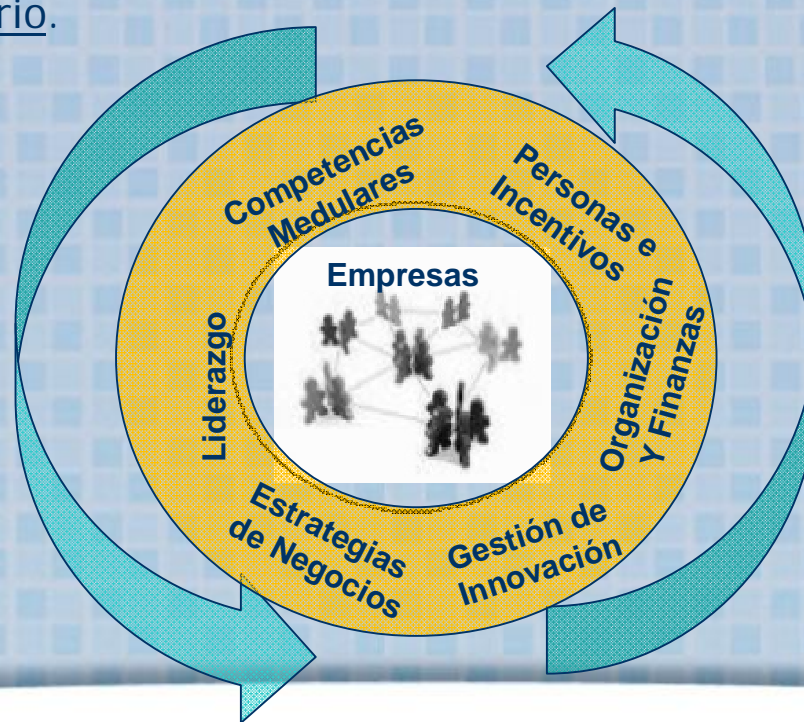 rio.
Competencias
Medulares
Personas e
Incentivos
Empresas
Liderazgo
Organización
Y Finanzas
Estrategias
de Negocios
Gestión de
Innovación